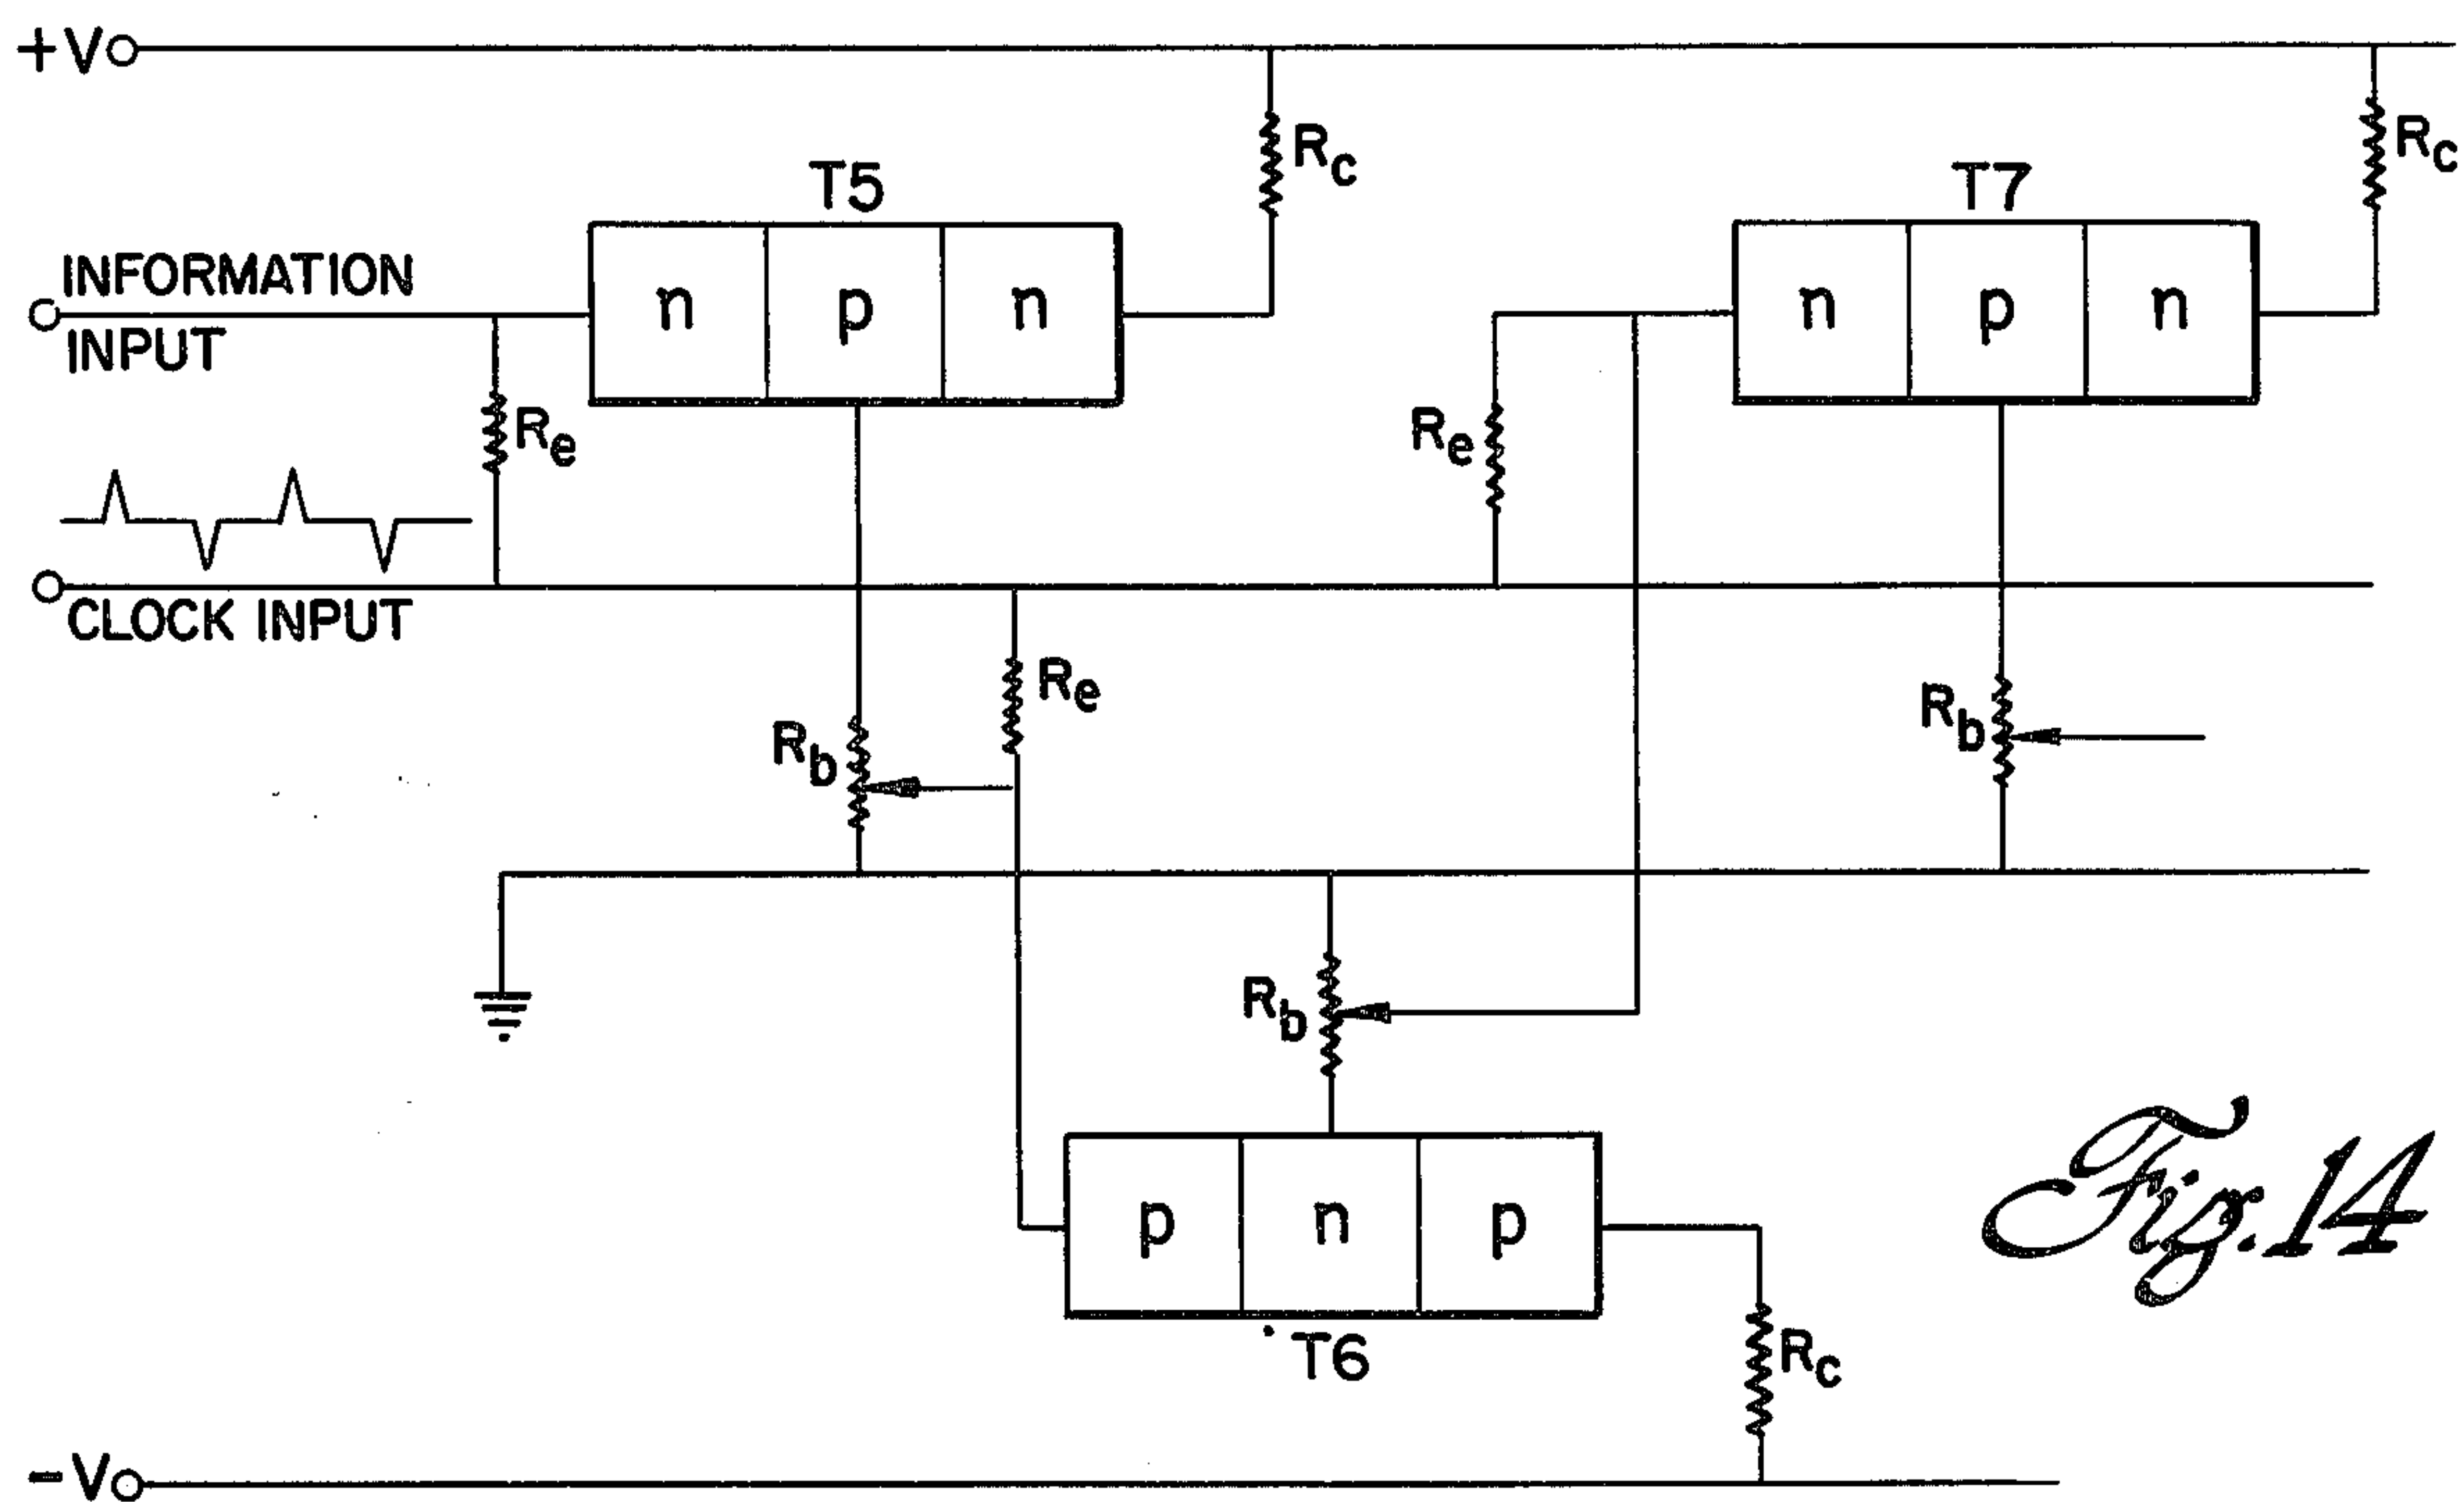 +V
Rc
Rc
T5
T7
INFORMATION
INPUT
n p n
n p n
Re
Re
CLOCK INPUT
Re
Rb
Rb
Rb
p n p
T6
Rc
Fig. 14
-V